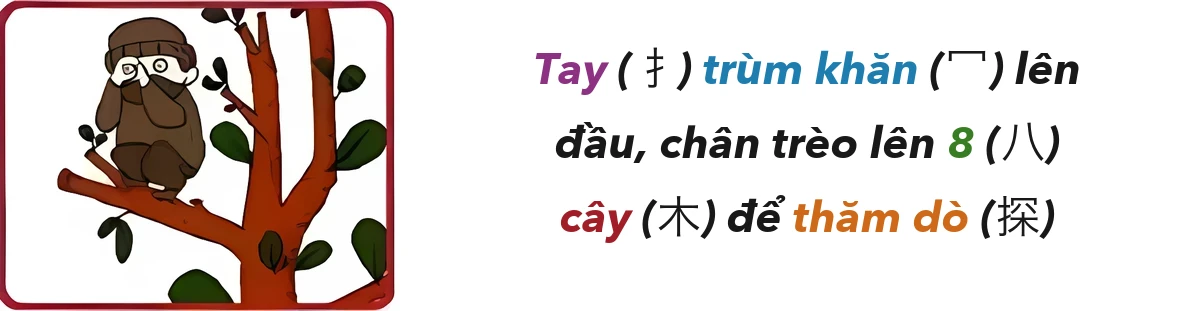 Tay (扌) trùm khăn (冖) lên
đầu, chân trèo lên 8 (八)
cây (木) để thăm dò (探)